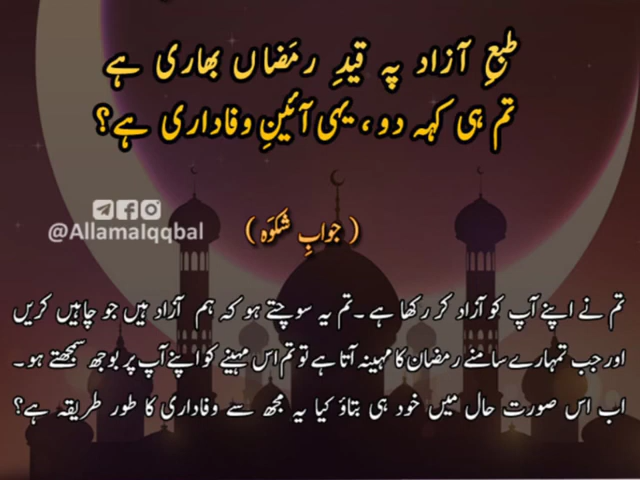 طبعِ آزاد پہ قیدِ رمَضاں بھاری ہے
تم ہی کہہ دو، یہی آئینِ وفاداری ہے؟
@AllamaIqqbal
(جوابِ شکوَہ)
تم نے اپنے آپ کو آزاد کر رکھا ہے۔تم یہ سوچتے ہو کہ ہم آزاد ہیں جو چاہیں کریں
اور جب تمہارے سامنے رمضان کا مہینہ آتا ہے تو تم اس مہینے کو اپنے آپ پر بوجھ سمجھتے ہو۔
اب اس صورت حال میں خود ہی بتاؤ کیا یہ مجھ سے وفاداری کا طور طریقہ ہے؟